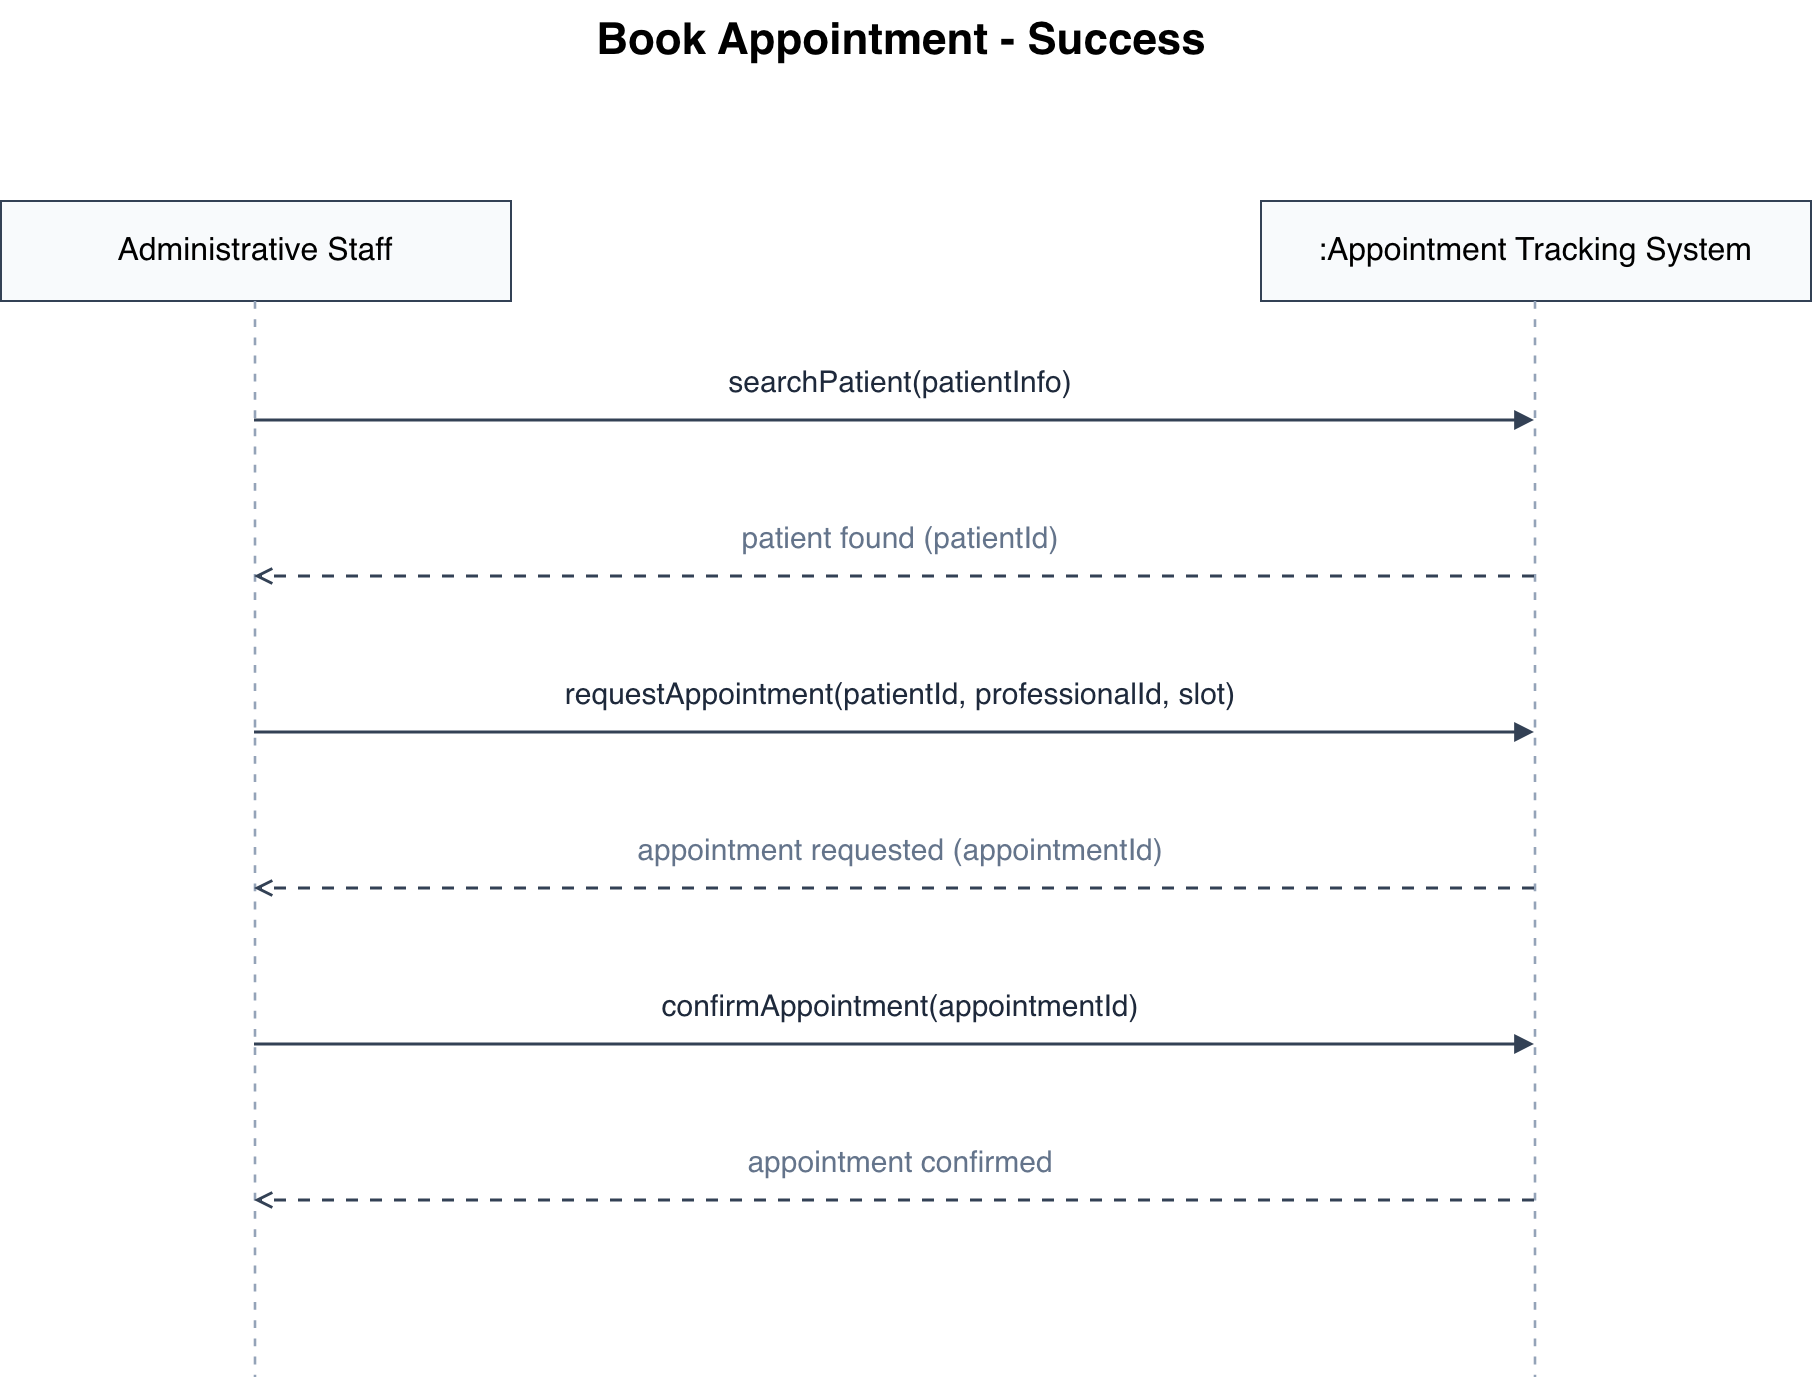 Book Appointment - Success
Administrative Staff
:Appointment Tracking System
searchPatient(patientInfo)
patient found (patientId)
requestAppointment(patientId, professionalId, slot)
appointment requested (appointmentId)
confirmAppointment(appointmentId)
appointment confirmed